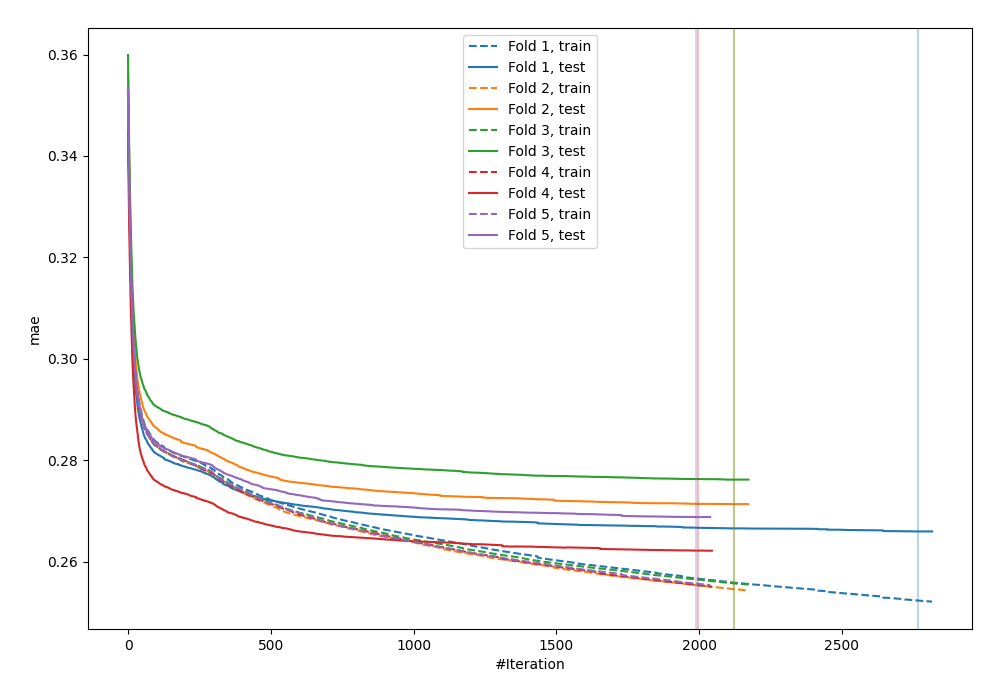 0.36
0.34
0.32
0.30
0.28
0.26
mae
0
500
1000
1500
2000
2500
#Iteration
Fold 1, train
Fold 1, test
Fold 2, train
Fold 2, test
Fold 3, train
Fold 3, test
Fold 4, train
Fold 4, test
Fold 5, train
Fold 5, test